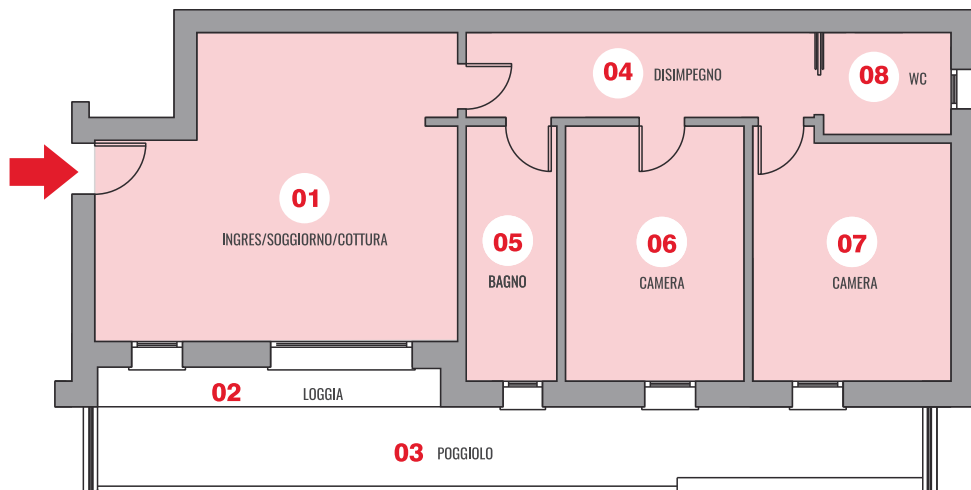 04 DISIMPEGNO
08 WC
01
INGRES/SOGGIORNO/COTTURA
05
BAGNO
06
CAMERA
07
CAMERA
02 LOGGIA
03 POGGIOLO